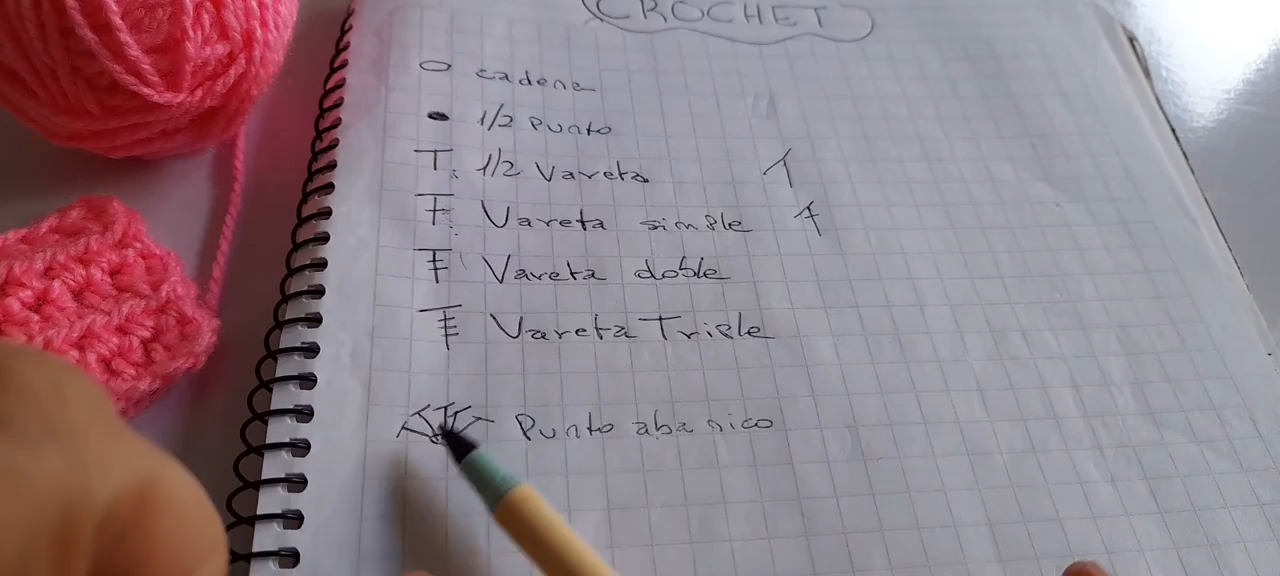 CROCHET
cadena
1/2 Punto
1/2 Vareta
Vareta simple
Vareta doble
Vareta Triple
Punto abanico